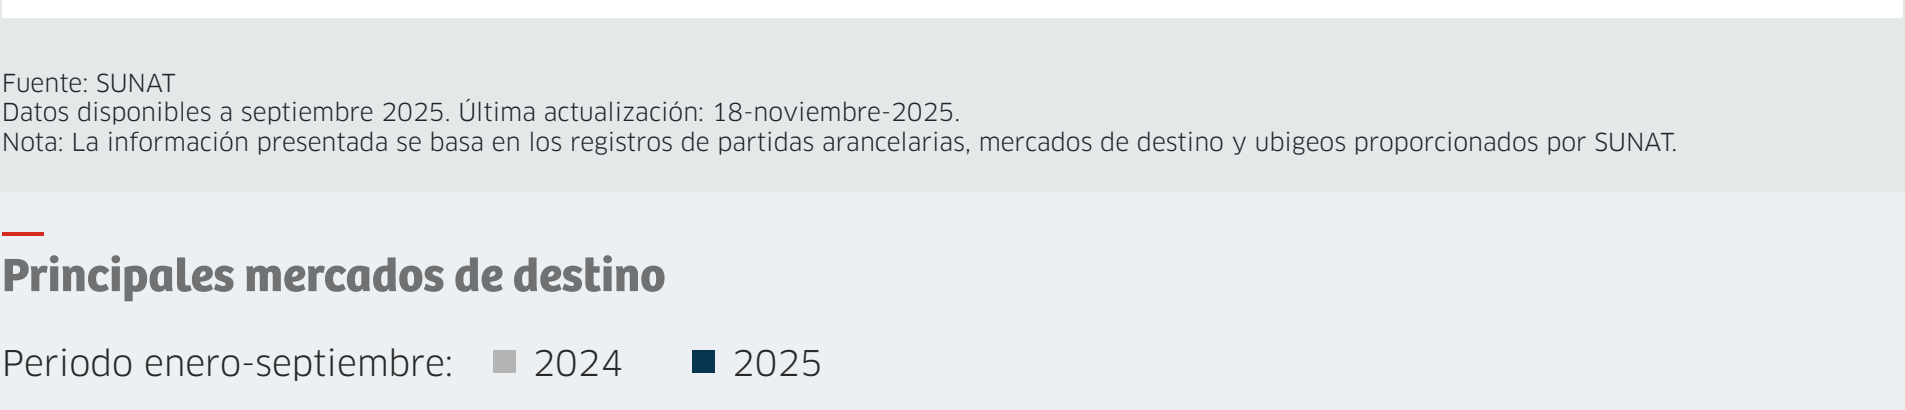 Fuente: SUNAT
Datos disponibles a septiembre 2025. Última actualización: 18-noviembre-2025.
Nota: La información presentada se basa en los registros de partidas arancelarias, mercados de destino y ubigeos proporcionados por SUNAT.
Principales mercados de destino
Periodo enero-septiembre: 2024 2025